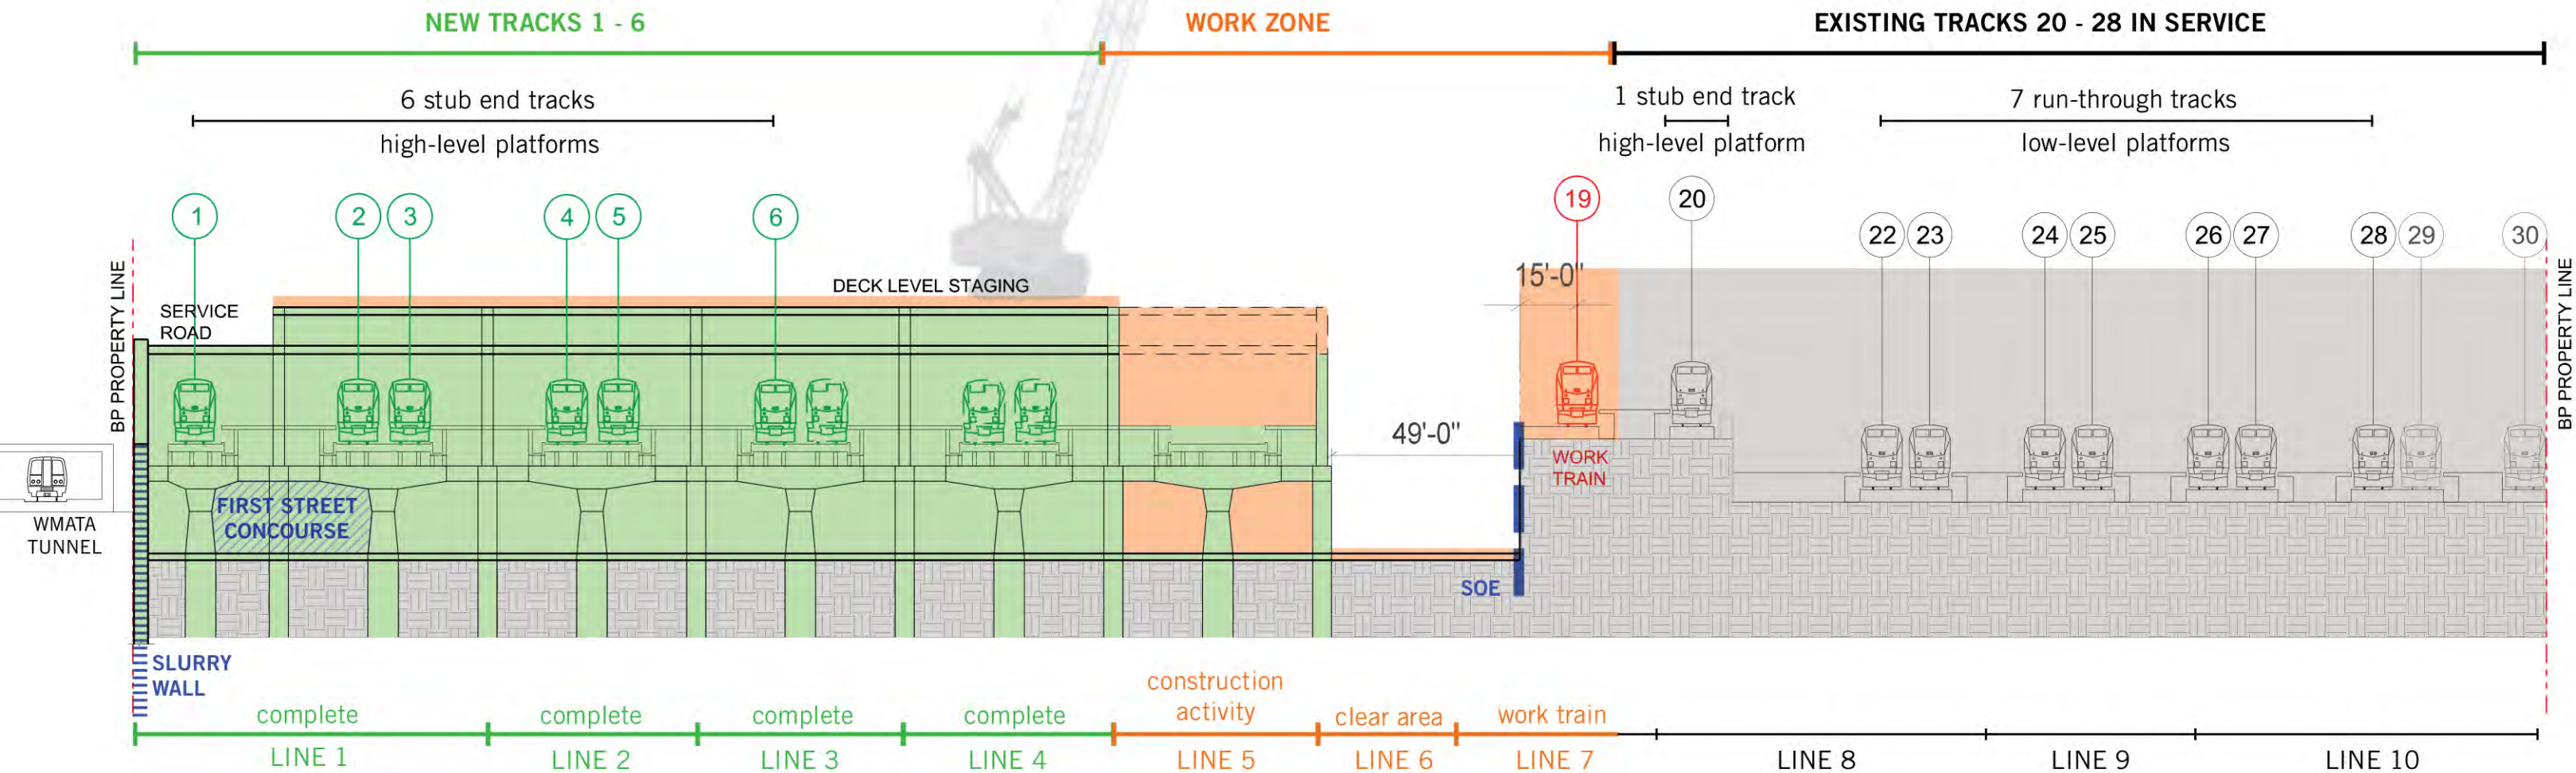 NEW TRACKS 1 - 6
WORK ZONE
EXISTING TRACKS 20 - 28 IN SERVICE
6 stub end tracks
high-level platforms
1 stub end track
high-level platform
7 run-through tracks
low-level platforms
1
2
3
4
5
6
19
20
22
23
24
25
26
27
28
29
30
BP PROPERTY LINE
SERVICE
ROAD
DECK LEVEL STAGING
15'-0"
49'-0"
BP PROPERTY LINE
WORK
TRAIN
FIRST STREET
CONCOURSE
WMATA
TUNNEL
SOE
SLURRY
WALL
complete
complete
complete
complete
construction
activity
clear area
work train
LINE 1
LINE 2
LINE 3
LINE 4
LINE 5
LINE 6
LINE 7
LINE 8
LINE 9
LINE 10